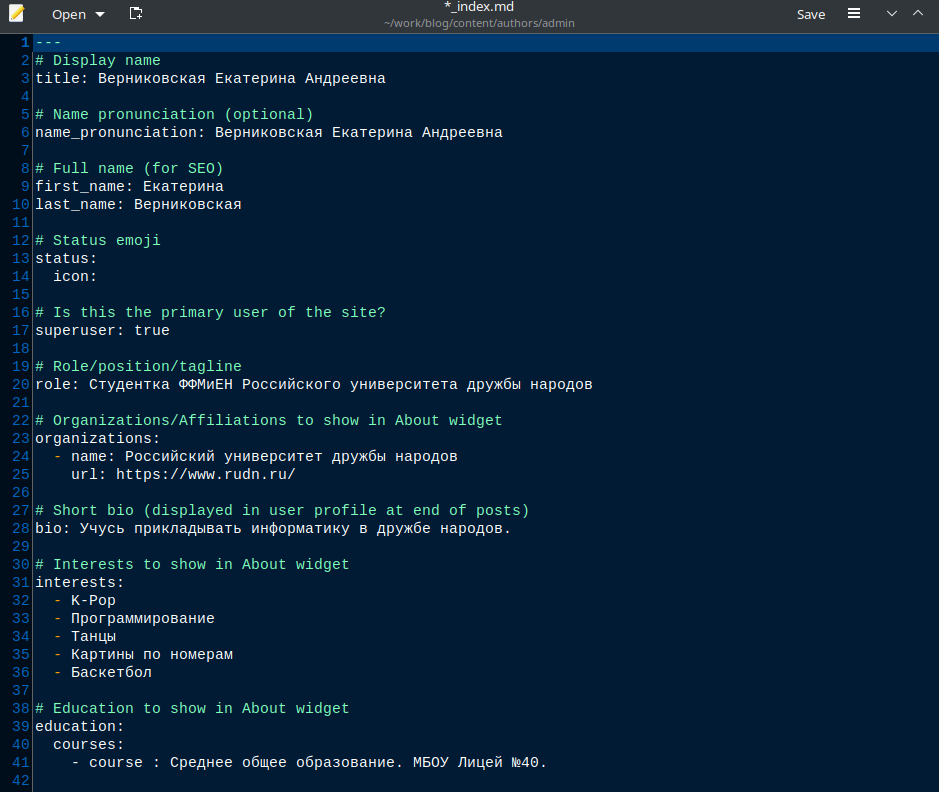 Open
*_index.md
~/work/blog/content/authors/admin
Save
1 ---
2 # Display name
3 title: Верниковская Екатерина Андреевна
4
5 # Name pronunciation (optional)
6 name_pronunciation: Верниковская Екатерина Андреевна
7
8 # Full name (for SEO)
9 first_name: Екатерина
10 last_name: Верниковская
11
12 # Status emoji
13 status:
14   icon:
15
16 # Is this the primary user of the site?
17 superuser: true
18
19 # Role/position/tagline
20 role: Студентка ФФМиЕН Российского университета дружбы народов
21
22 # Organizations/Affiliations to show in About widget
23 organizations:
24   - name: Российский университет дружбы народов
25     url: https://www.rudn.ru/
26
27 # Short bio (displayed in user profile at end of posts)
28 bio: Учусь прикладывать информатику в дружбе народов.
29
30 # Interests to show in About widget
31 interests:
32   - K-Pop
33   - Программирование
34   - Танцы
35   - Картины по номерам
36   - Баскетбол
37
38 # Education to show in About widget
39 education:
40   courses:
41     - course : Среднее общее образование. МБОУ Лицей №40.
42